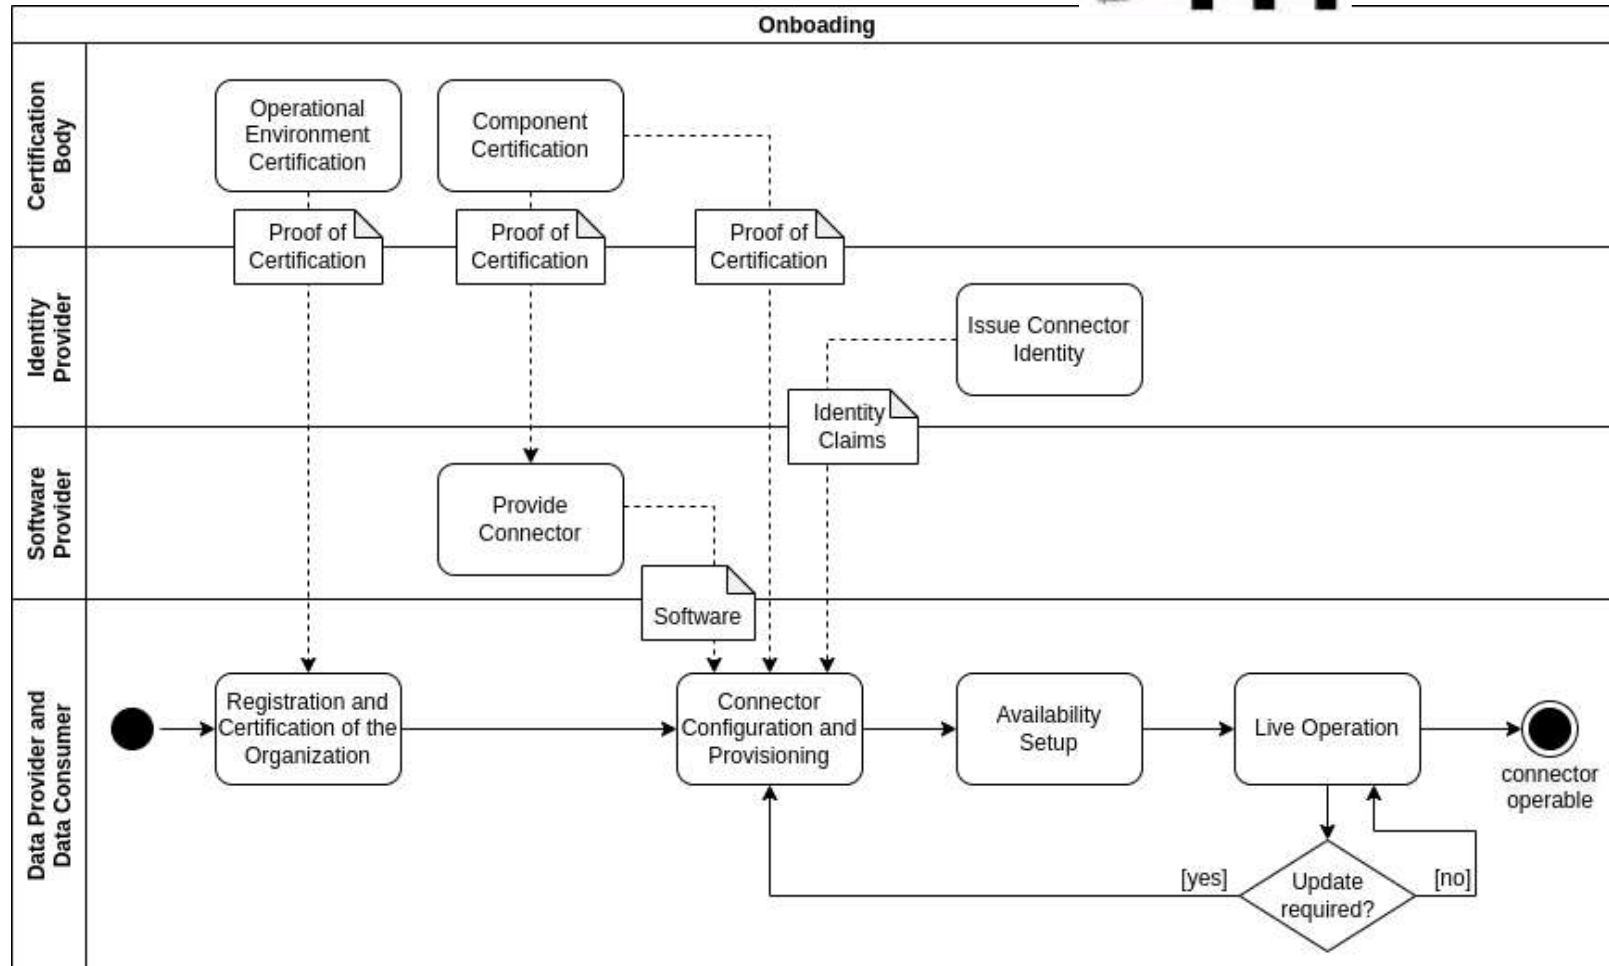 Onboading
Certification
Body
Operational
Environment
Certification
Component
Certification
Proof of
Certification
Proof of
Certification
Proof of
Certification
Identity
Provider
Issue Connector
Identity
Identity
Claims
Software
Provider
Provide
Connector
Software
Data Provider and
Data Consumer
Registration and
Certification of the
Organization
Connector
Configuration and
Provisioning
Availability
Setup
Live Operation
connector
operable
[yes]
Update
required?
[no]